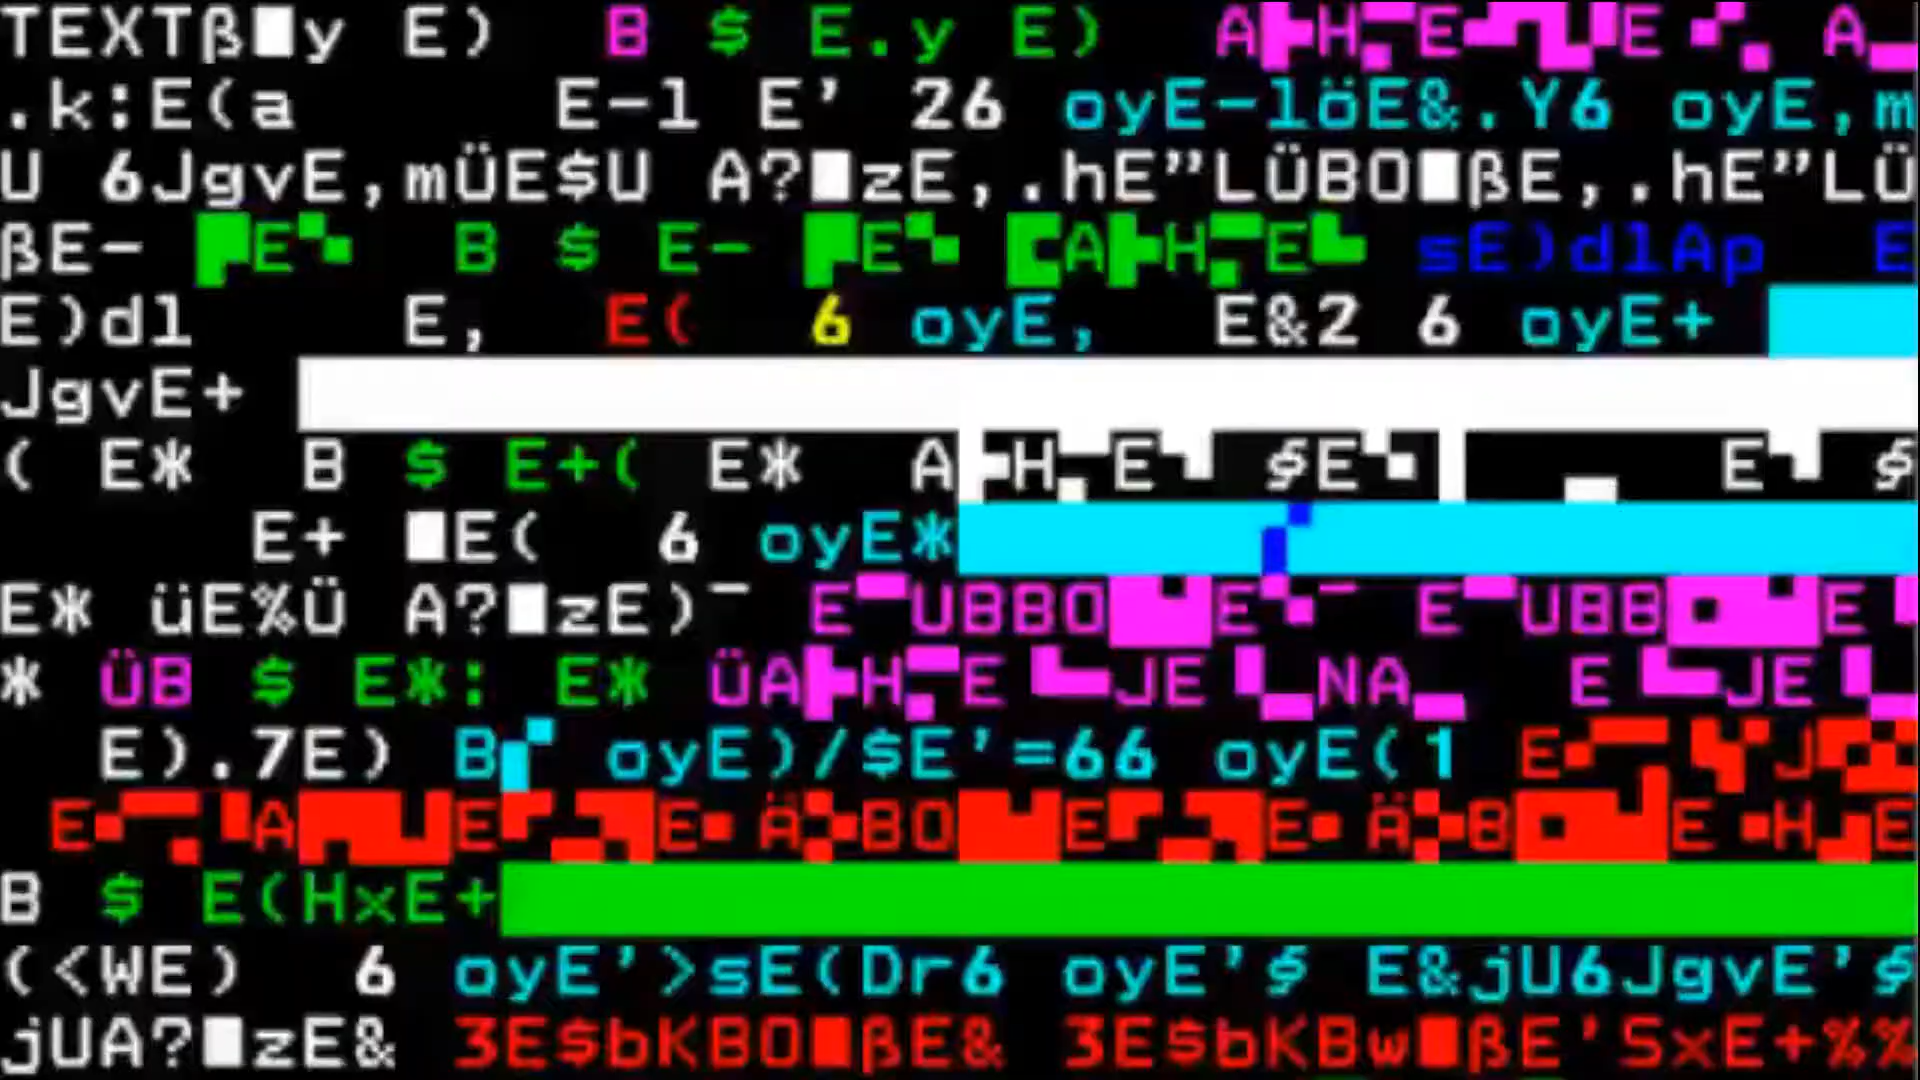 TEXTß■y E) B $ E.y E) A H E U E A
.k:E(a E-l E’ 26 oyE-löE&.Y6 oyE,m
U 6JgvE,mÜE$U A?■zE,.hE”LÜBO■ßE,.hE”LÜ
ßE- E B $ E- E A H E sE)dlAp E
E)dl E, E( 6 oyE, E&2 6 oyE+
JgvE+
( E* B $ E+( E* A H E $E E $
E+ ■E( 6 oyE*
E* üE%Ü A?■zE)¯ E UBBO E ¯ E UBB E
* ÜB $ E*: E* ÜA H E JE NA E JE
E).7E) B oyE)/$E’=66 oyE(1 E J
E A E E Ä BO E E Ä B E H E
B $ E(HxE+
(<WE) 6 oyE’>sE(Dr6 oyE’$ E&jU6JgvE’$
jUA?■zE& 3E$bKBO■ßE& 3E$bKBw■ßE’SxE+%%